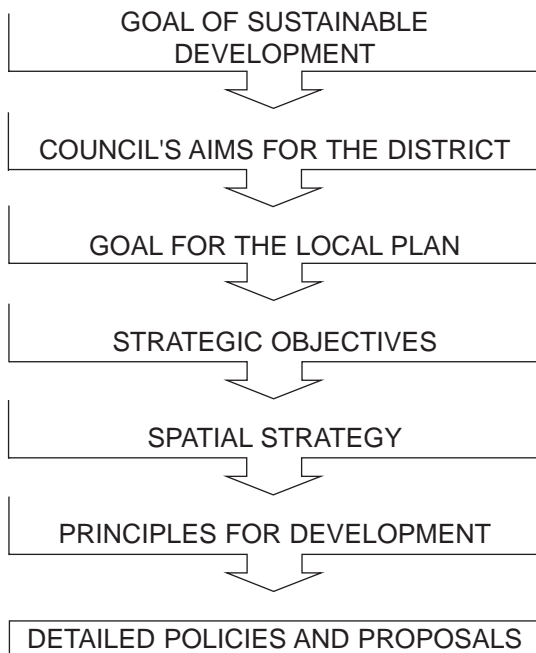 GOAL OF SUSTAINABLE
DEVELOPMENT
COUNCIL'S AIMS FOR THE DISTRICT
GOAL FOR THE LOCAL PLAN
STRATEGIC OBJECTIVES
SPATIAL STRATEGY
PRINCIPLES FOR DEVELOPMENT
DETAILED POLICIES AND PROPOSALS